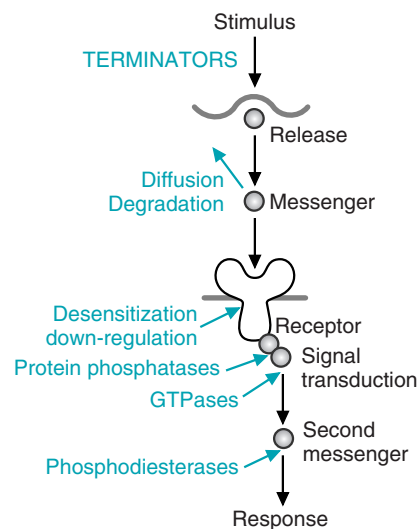 Stimulus
TERMINATORS
Release
Diffusion
Degradation
Messenger
Desensitization
down-regulation
Receptor
Protein phosphatases
Signal
transduction
GTPases
Second
messenger
Phosphodiesterases
Response